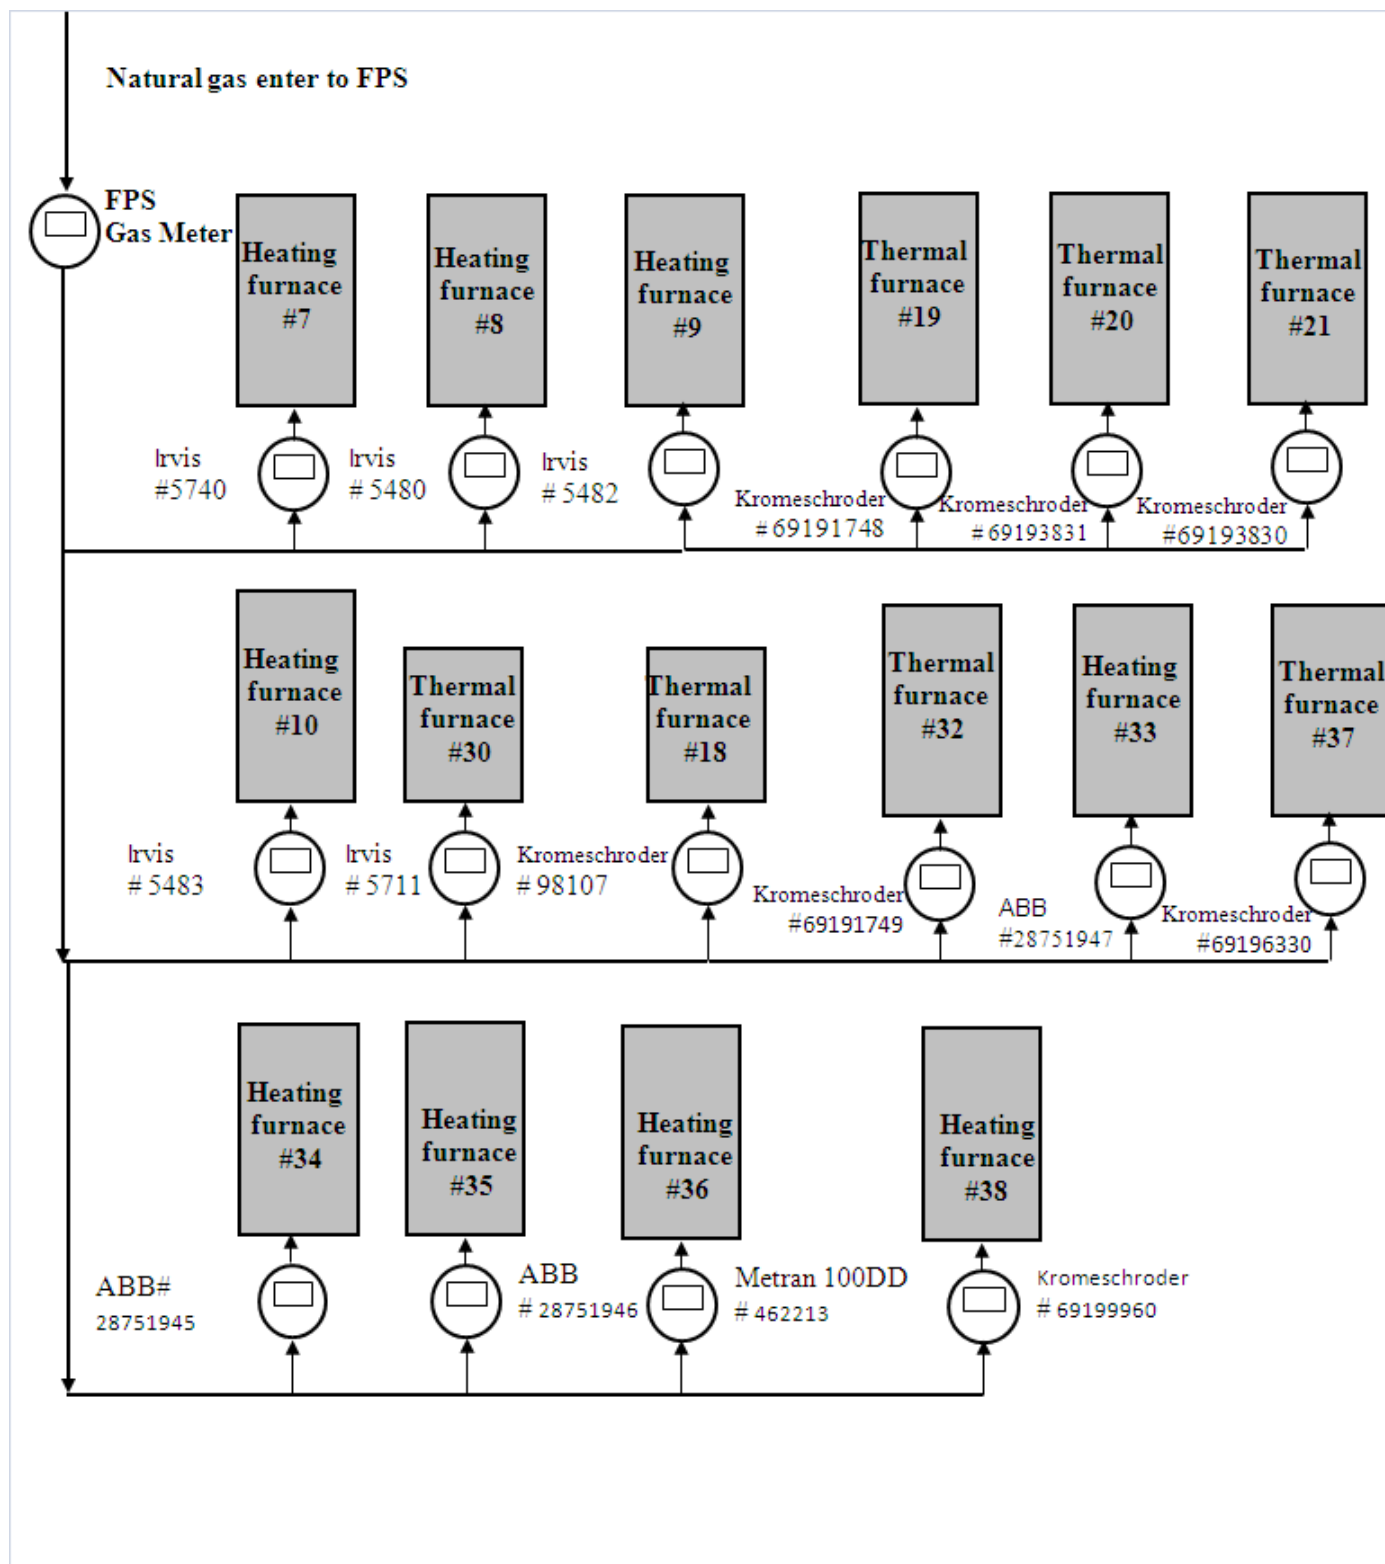 Natural gas enter to FPS
FPS
Gas Meter
Heating
furnace
#7
Heating
furnace
#8
Heating
furnace
#9
Thermal
furnace
#19
Thermal
furnace
#20
Thermal
furnace
#21
Irvis
#5740
Irvis
# 5480
Irvis
# 5482
Kromeschroder
# 69191748
Kromeschroder
# 69193831
Kromeschroder
#69193830
Heating
furnace
#10
Thermal
furnace
#30
Thermal
furnace
#18
Thermal
furnace
#32
Heating
furnace
#33
Thermal
furnace
#37
Irvis
# 5483
Irvis
# 5711
Kromeschroder
# 98107
Kromeschroder
#69191749
ABB
#28751947
Kromeschroder
#69196330
Heating
furnace
#34
Heating
furnace
#35
Heating
furnace
#36
Heating
furnace
#38
ABB#
28751945
ABB
# 28751946
Metran 100DD
# 462213
Kromeschroder
# 69199960